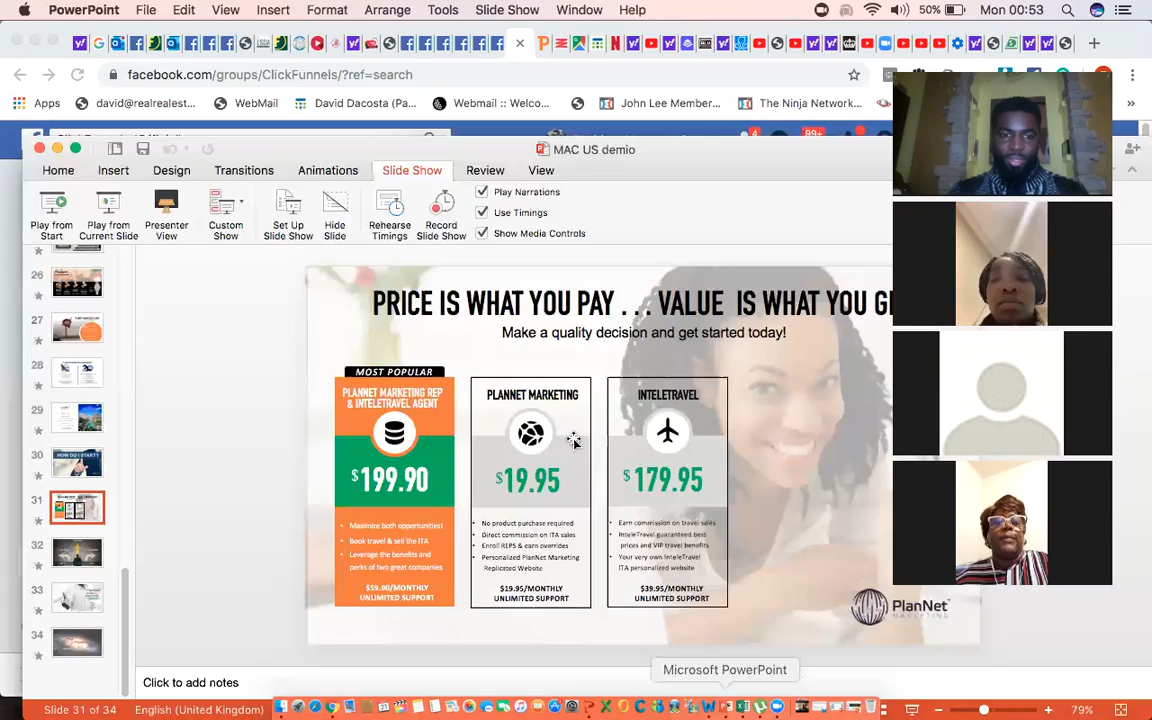 PowerPoint File Edit View Insert Format Arrange Tools Slide Show Window Help 50% Mon 00:53
facebook.com/groups/ClickFunnels/?ref=search
Apps david@realrealest... WebMail David Dacosta (Pa... Webmail :: Welco... John Lee Member... The Ninja Network... »
4 99+
MAC US demio
Home Insert Design Transitions Animations Slide Show Review View
Play from Start
Play from Current Slide
Presenter View
Custom Show
Set Up Slide Show
Hide Slide
Rehearse Timings
Record Slide Show
Play Narrations
Use Timings
Show Media Controls
26
27
28
29
30
31
32
33
34
PRICE IS WHAT YOU PAY . . . VALUE IS WHAT YOU
Make a quality decision and get started today!
MOST POPULAR
PLANNET MARKETING REP
& INTELETRAVEL AGENT
$199.90
• Maximize both opportunities!
• Book travel & sell the ITA
• Leverage the benefits and
perks of two great companies
$59.90/MONTHLY
UNLIMITED SUPPORT
PLANNET MARKETING
$19.95
• No product purchase required
• Direct commission on ITA sales
• Enroll REPS & earn overrides
• Personalized PlanNet Marketing
Replicated Website
$19.95/MONTHLY
UNLIMITED SUPPORT
INTELETRAVEL
$179.95
• Earn commission on travel sales
• InteleTravel guaranteed best
prices and VIP travel benefits
• Your very own InteleTravel
ITA personalized website
$39.95/MONTHLY
UNLIMITED SUPPORT
PlanNet
MARKETING
Microsoft PowerPoint
Click to add notes
Slide 31 of 34 English (United Kingdom) 79%